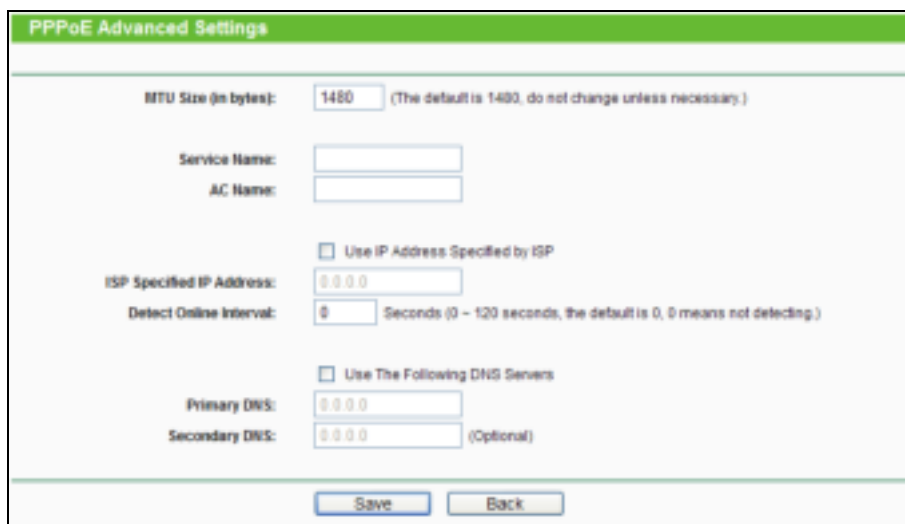 PPPoE Advanced Settings
MTU Size (in bytes): 1480 (The default is 1480, do not change unless necessary.)
Service Name:
AC Name:
Use IP Address Specified by ISP
ISP Specified IP Address: 0.0.0.0
Detect Online Interval: 0 Seconds (0 ~ 120 seconds, the default is 0, 0 means not detecting.)
Use The Following DNS Servers
Primary DNS: 0.0.0.0
Secondary DNS: 0.0.0.0 (Optional)
Save Back